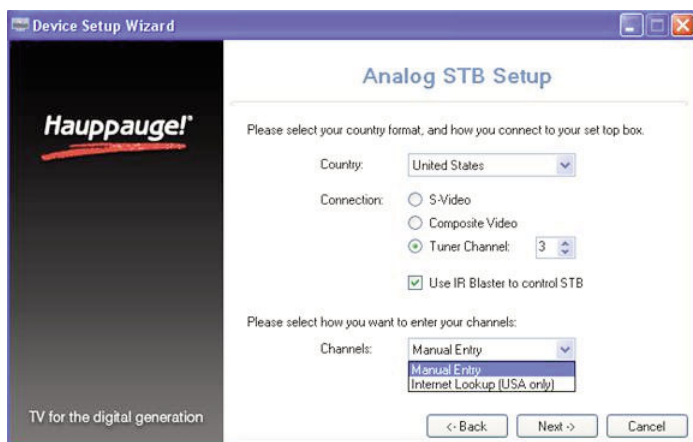 Device Setup Wizard
Analog STB Setup
Hauppauge!®
Please select your country format, and how you connect to your set top box.
Country: United States
Connection: S-Video
Composite Video
Tuner Channel: 3
Use IR Blaster to control STB
Please select how you want to enter your channels:
Channels: Manual Entry
Manual Entry
Internet Lookup (USA only)
TV for the digital generation
<- Back Next -> Cancel